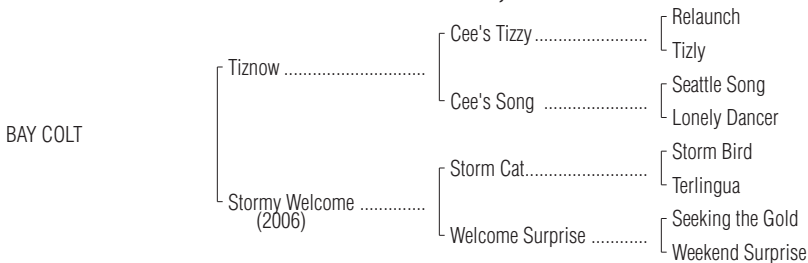 Relaunch
Cee's Tizzy
Tizly
Tiznow
Seattle Song
Cee's Song
Lonely Dancer
BAY COLT
Storm Bird
Storm Cat
Terlingua
Stormy Welcome
(2006)
Seeking the Gold
Welcome Surprise
Weekend Surprise